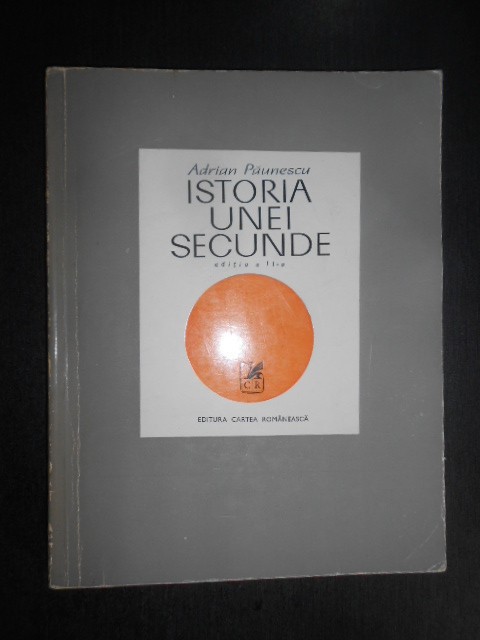 Adrian Păunescu
ISTORIA
UNEI
SECUNDE
ediția a II-a
C R
EDITURA CARTEA ROMÂNEASCĂ